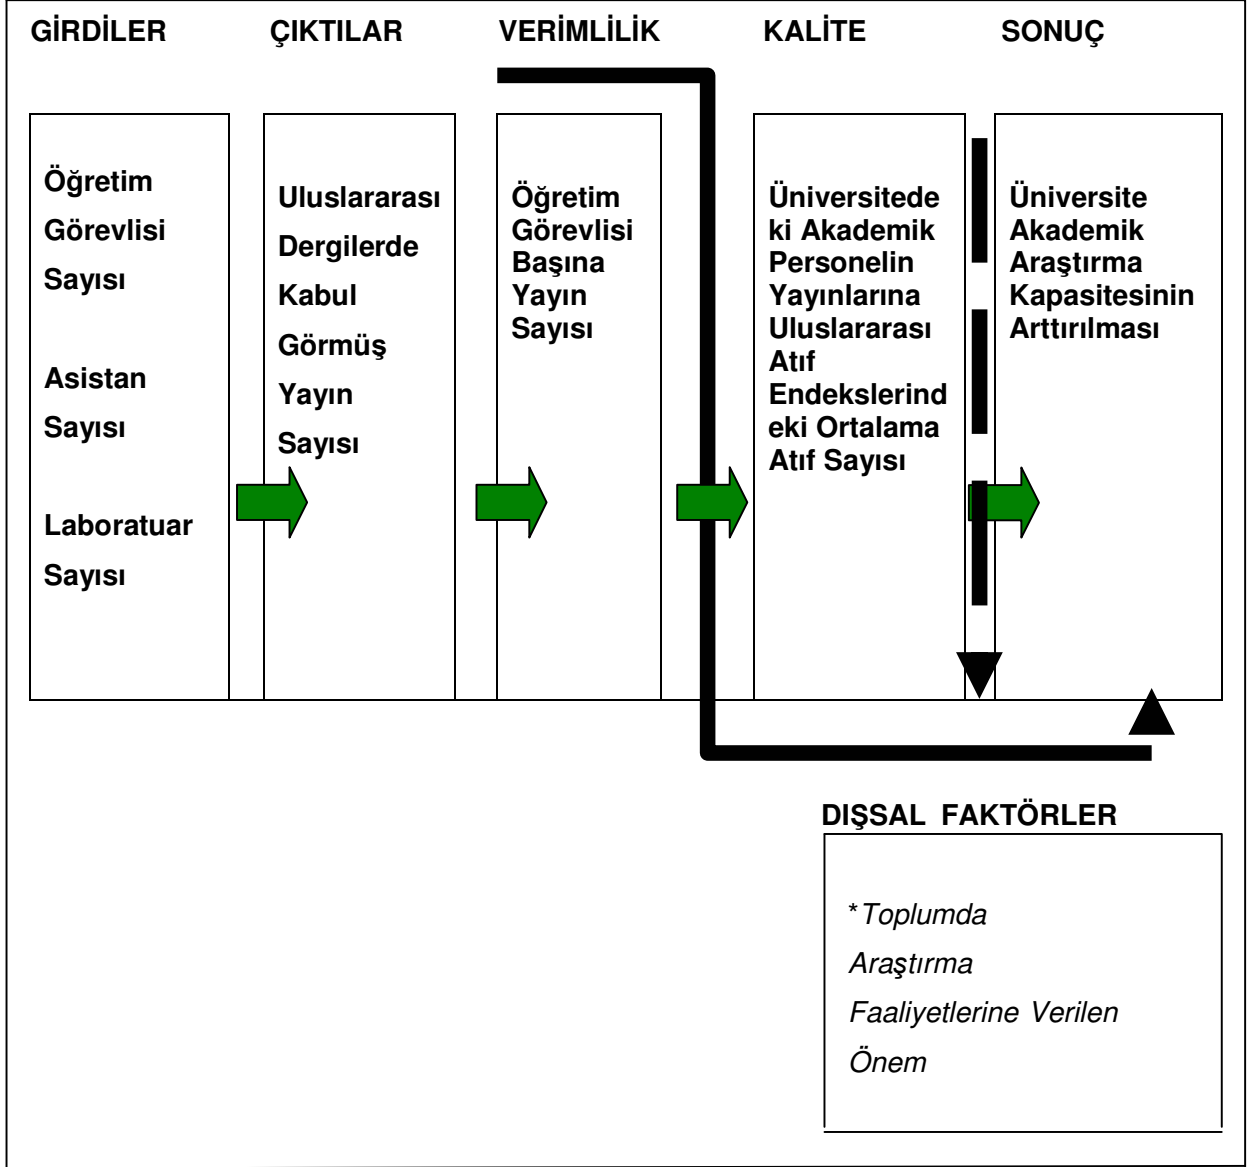 GİRDİLER ÇIKTILAR VERİMLİLİK KALİTE SONUÇ
Öğretim
Görevlisi
Sayısı
Asistan
Sayısı
Laboratuar
Sayısı
Uluslararası
Dergilerde
Kabul
Görmüş
Yayın
Sayısı
Öğretim
Görevlisi
Başına
Yayın
Sayısı
Üniversitede
ki Akademik
Personelin
Yayınlarına
Uluslararası
Atıf
Endekslerind
eki Ortalama
Atıf Sayısı
Üniversite
Akademik
Araştırma
Kapasitesinin
Arttırılması
DIŞSAL FAKTÖRLER
*Toplumda
Araştırma
Faaliyetlerine Verilen
Önem